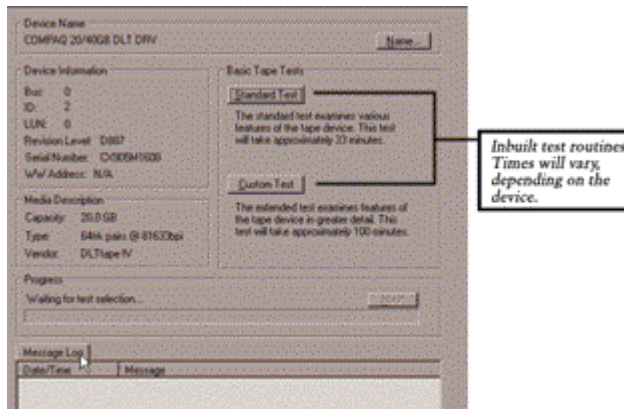 Device Name
COMPAQ 20/40GB DLT DRV
Name...
Device Information
Bus: 0
ID: 2
LUN: 0
Revision Level: D887
Serial Number: CX905M1608
WW Address: N/A
Media Description
Capacity: 20.0 GB
Type: 64trk pairs @ 81633bpi
Vendor: DLTtape IV
Basic Tape Tests
Standard Test
The standard test examines various
features of the tape device. This test
will take approximately 33 minutes.
Custom Test
The extended test examines features of
the tape device is greater detail. This
test will take approximately 100 minutes.
Inbuilt test routines
Times will vary,
depending on the
device.
Progress
Waiting for test selection...
Message Log
Date/Time
Message